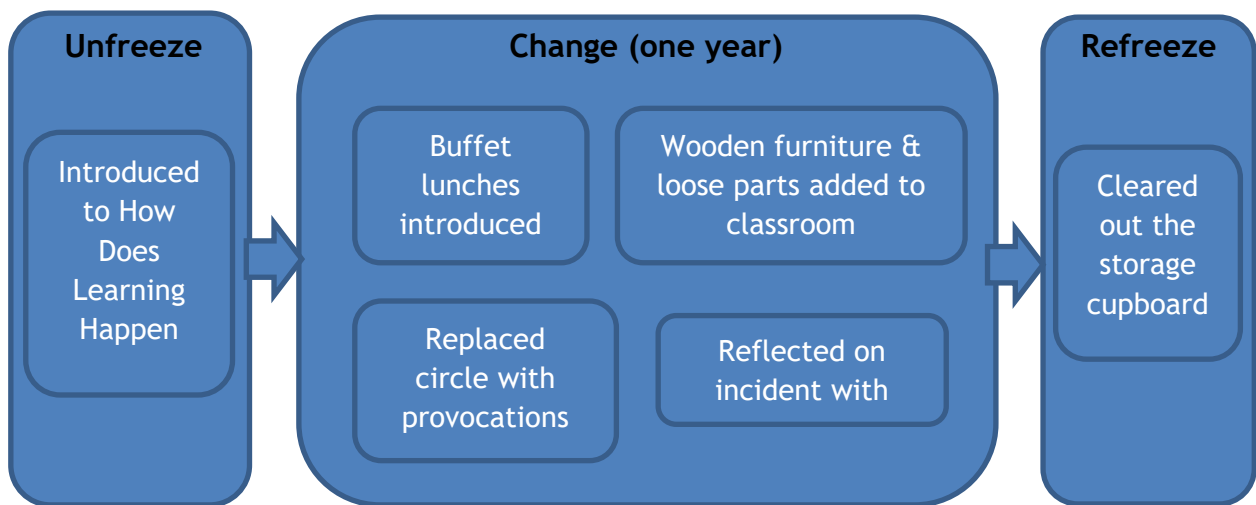 Unfreeze
Introduced
to How
Does
Learning
Happen
Change (one year)
Buffet
lunches
introduced
Wooden furniture &
loose parts added to
classroom
Replaced
circle with
provocations
Reflected on
incident with
Refreeze
Cleared
out the
storage
cupboard